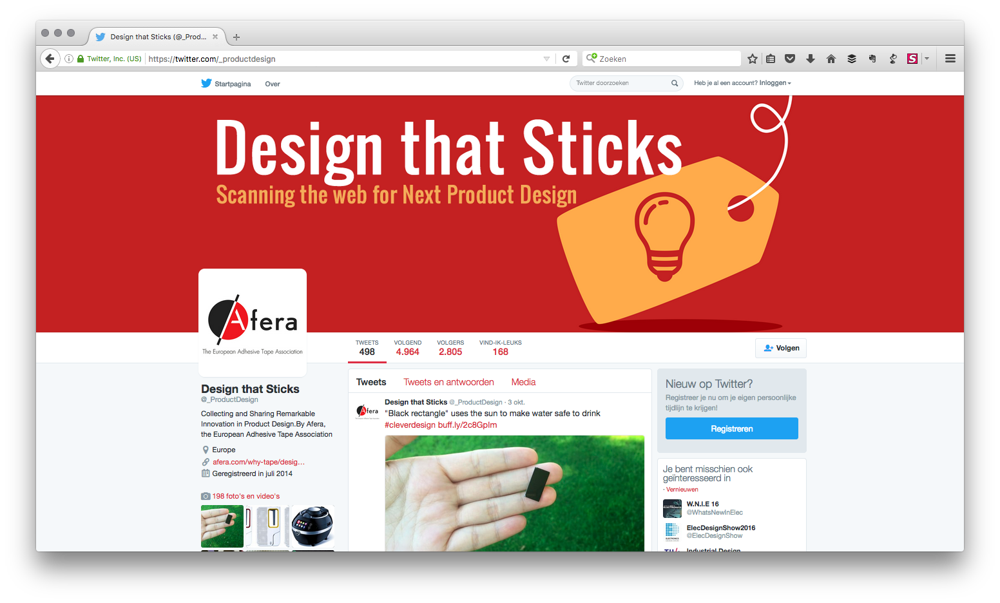 Design that Sticks (@_Prod...
Twitter, Inc. (US)
https://twitter.com/_productdesign
Zoeken
Startpagina
Over
Twitter doorzoeken
Heb je al een account? Inloggen
Design that Sticks
Scanning the web for Next Product Design
Afera
The European Adhesive Tape Association
TWEETS
498
VOLGEND
4.964
VOLGERS
2.805
VIND-IK-LEUKS
168
Volgen
Design that Sticks
@_ProductDesign
Collecting and Sharing Remarkable
Innovation in Product Design.By Afera,
the European Adhesive Tape Association
Europe
afera.com/why-tape/desig...
Geregistreerd in juli 2014
198 foto's en video's
Tweets
Tweets en antwoorden
Media
Afera
Design that Sticks @_ProductDesign · 3 okt.
"Black rectangle" uses the sun to make water safe to drink
#cleverdesign buff.ly/2c8GpIm
Nieuw op Twitter?
Registreer je nu om je eigen persoonlijke
tijdlijn te krijgen!
Registreren
Je bent misschien ook
geïnteresseerd in
· Vernieuwen
W.N.I.E 16
@WhatsNewInElec
ElecDesignShow2016
@ElecDesignShow
Industrial Design